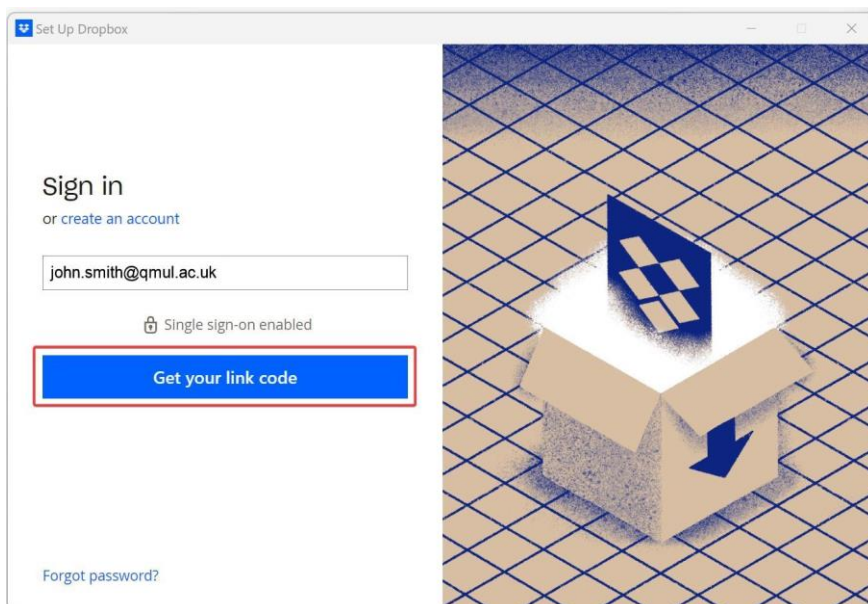 Set Up Dropbox
Sign in
or create an account
john.smith@qmul.ac.uk
Single sign-on enabled
Get your link code
Forgot password?